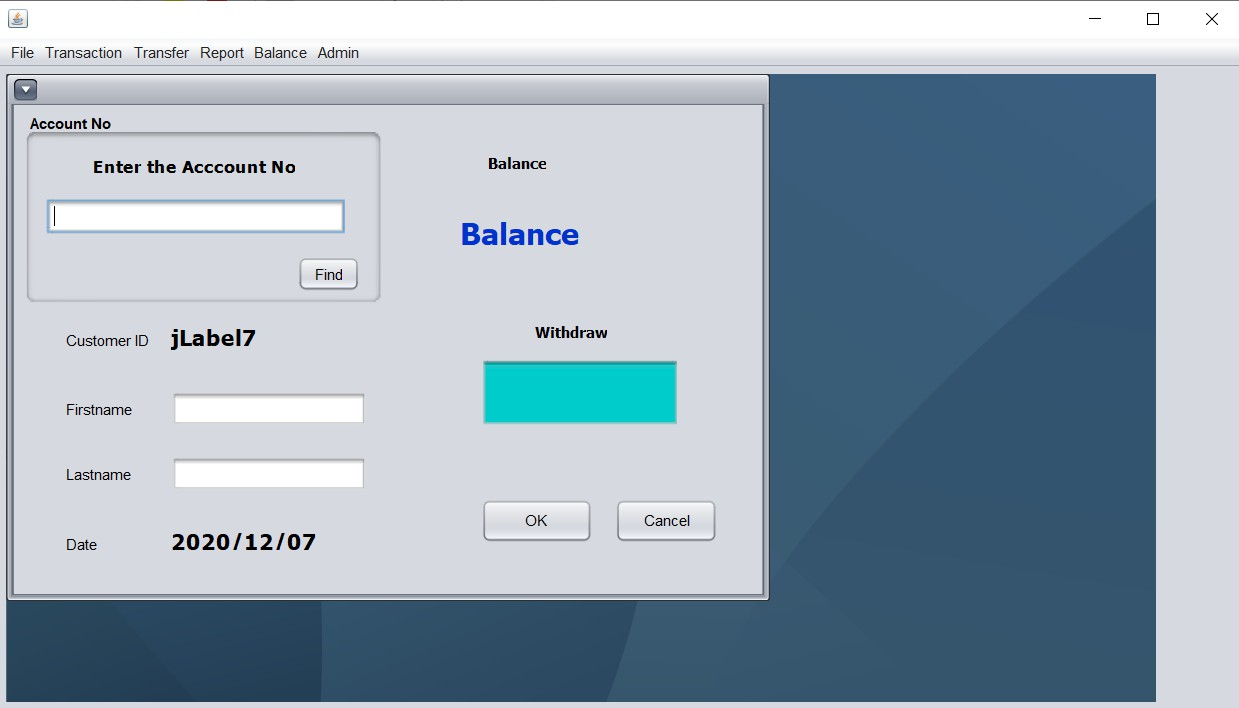 File Transaction Transfer Report Balance Admin
Account No
Enter the Acccount No
Find
Customer ID jLabel7
Firstname
Lastname
Date 2020/12/07
Balance
Balance
Withdraw
OK Cancel